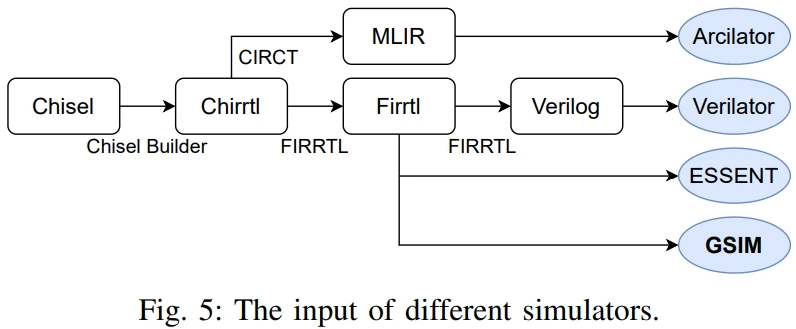 MLIR
Arcilator
CIRCT
Chisel
Chirrtl
Firrtl
Verilog
Verilator
Chisel Builder
FIRRTL
FIRRTL
ESSENT
GSIM
Fig. 5: The input of different simulators.